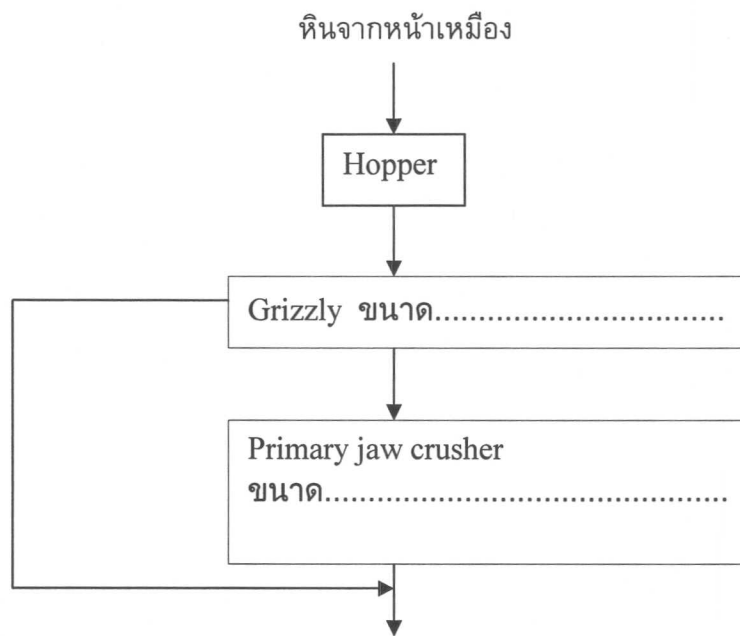 หินจากหน้าเหมือง
Hopper
Grizzly ขนาด.................................
Primary jaw crusher
ขนาด..............................................